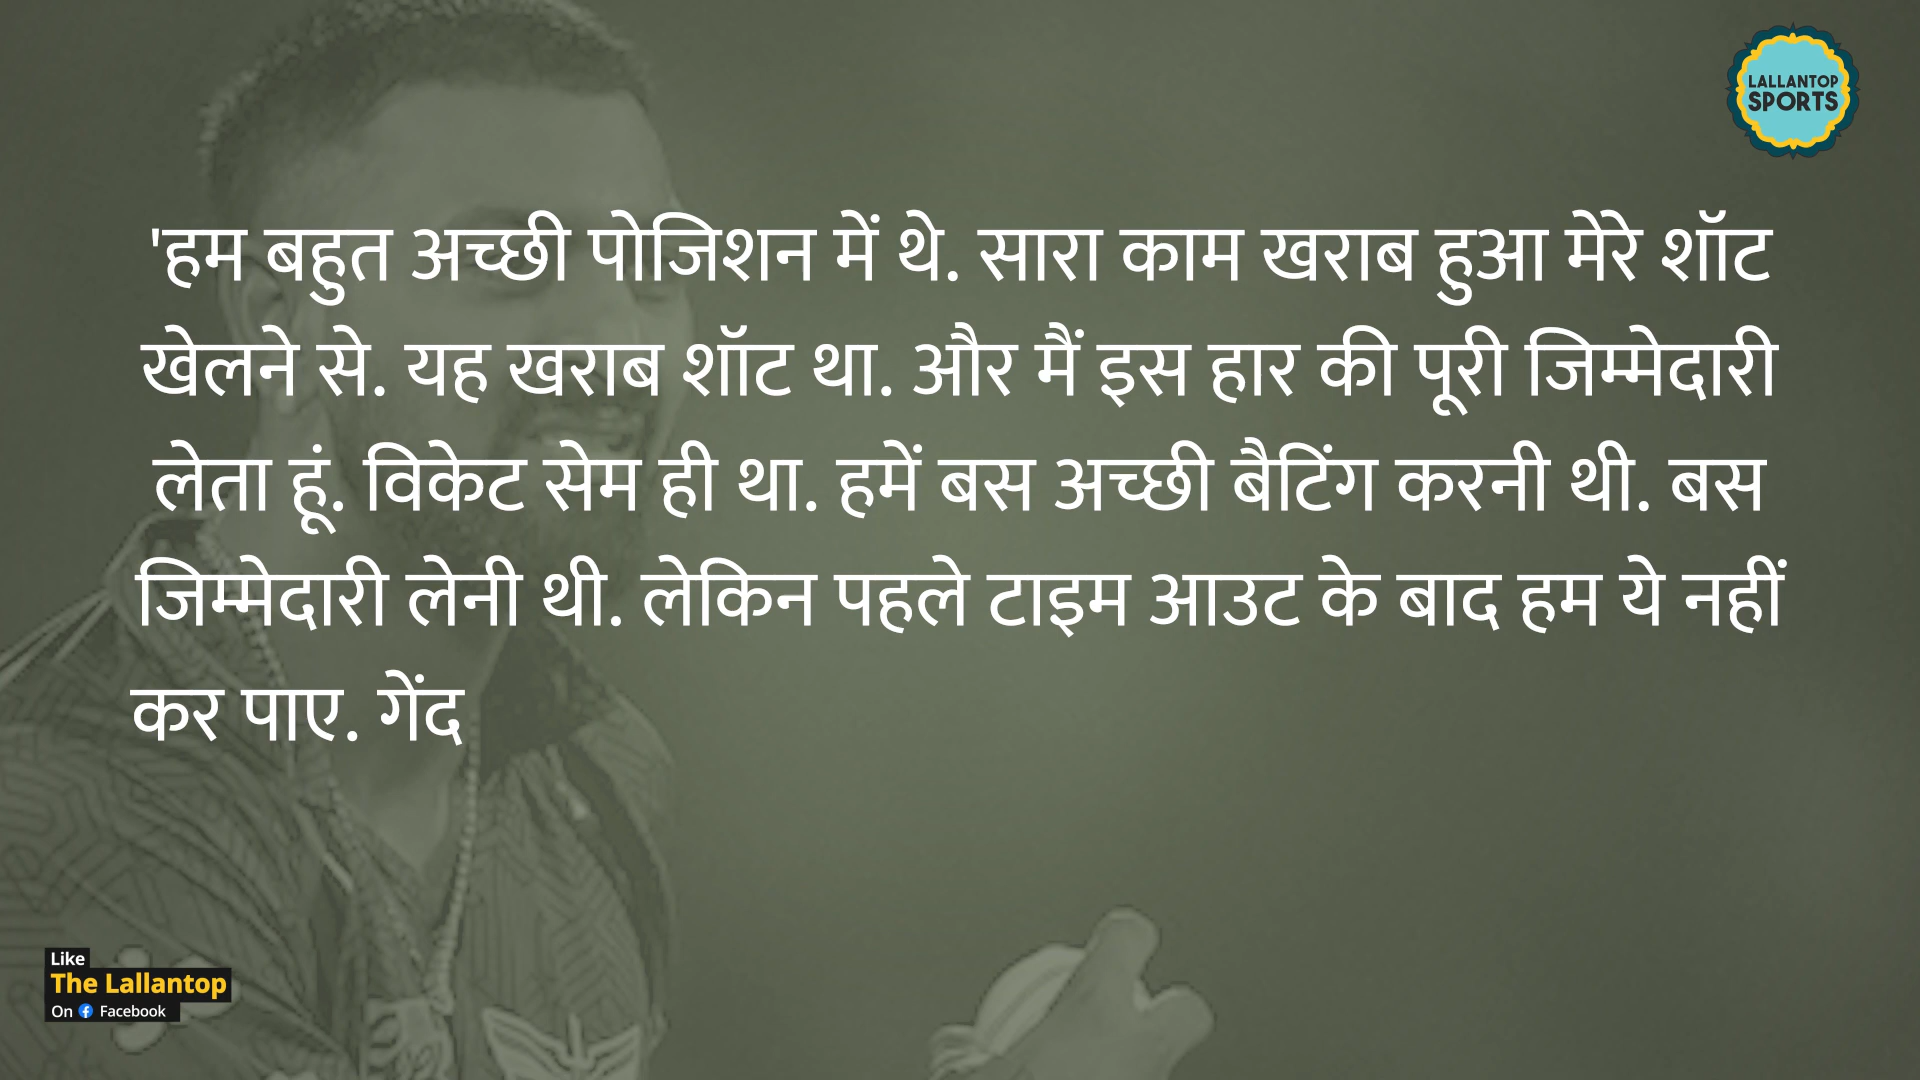 LALLANTOP
SPORTS
'हम बहुत अच्छी पोजिशन में थे. सारा काम खराब हुआ मेरे शॉट
खेलने से. यह खराब शॉट था. और मैं इस हार की पूरी जिम्मेदारी
लेता हूं. विकेट सेम ही था. हमें बस अच्छी बैटिंग करनी थी. बस
जिम्मेदारी लेनी थी. लेकिन पहले टाइम आउट के बाद हम ये नहीं
कर पाए. गेंद
Like
The Lallantop
On Facebook